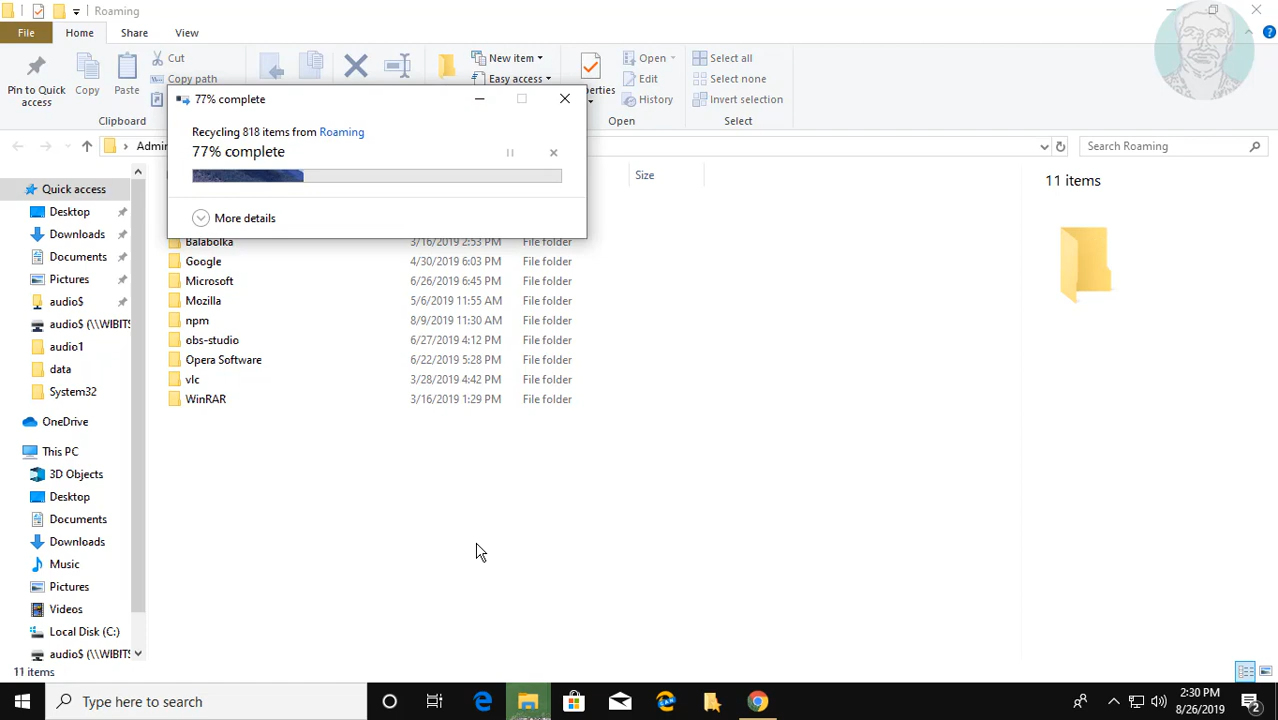 Roaming
File
Home
Share
View
Pin to Quick access
Copy
Paste
Cut
Copy path
Clipboard
New item
Easy access
Open
Edit
History
Open
Select all
Select none
Invert selection
Select
77% complete
Recycling 818 items from Roaming
77% complete
More details
Search Roaming
Size
11 items
Quick access
Desktop
Downloads
Documents
Pictures
audio$
audio$ (\\WIBITS
audio1
data
System32
OneDrive
This PC
3D Objects
Desktop
Documents
Downloads
Music
Pictures
Videos
Local Disk (C:)
audio$ (\\WIBITS
Balabolka 3/16/2019 2:53 PM File folder
Google 4/30/2019 6:03 PM File folder
Microsoft 6/26/2019 6:45 PM File folder
Mozilla 5/6/2019 11:55 AM File folder
npm 8/9/2019 11:30 AM File folder
obs-studio 6/27/2019 4:12 PM File folder
Opera Software 6/22/2019 5:28 PM File folder
vlc 3/28/2019 4:42 PM File folder
WinRAR 3/16/2019 1:29 PM File folder
11 items
Type here to search
2:30 PM
8/26/2019
2